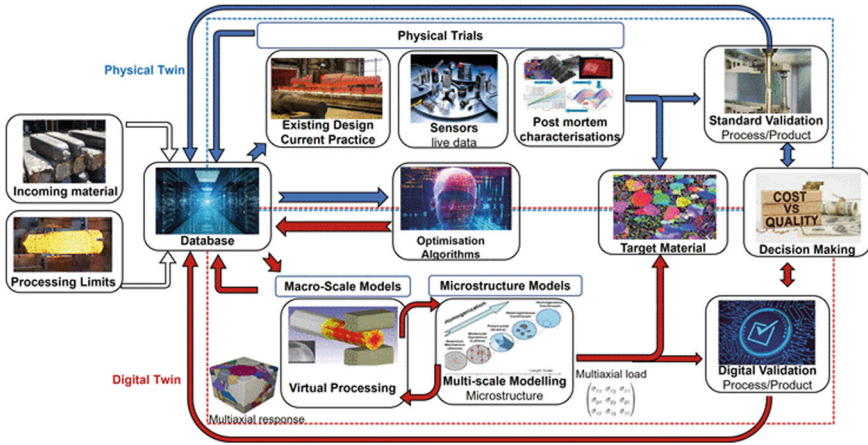 Physical Trials
Physical Twin
Existing Design
Current Practice
Sensors
live data
Post mortem
characterisations
Standard Validation
Process/Product
Incoming material
Processing Limits
Database
Optimisation
Algorithms
Target Material
COST
VS
QUALITY
Decision Making
Macro-Scale Models
Microstructure Models
Homogenization
Virtual Processing
Multi-scale Modelling
Microstructure
Multiaxial load
Digital Validation
Process/Product
Digital Twin
Multiaxial response